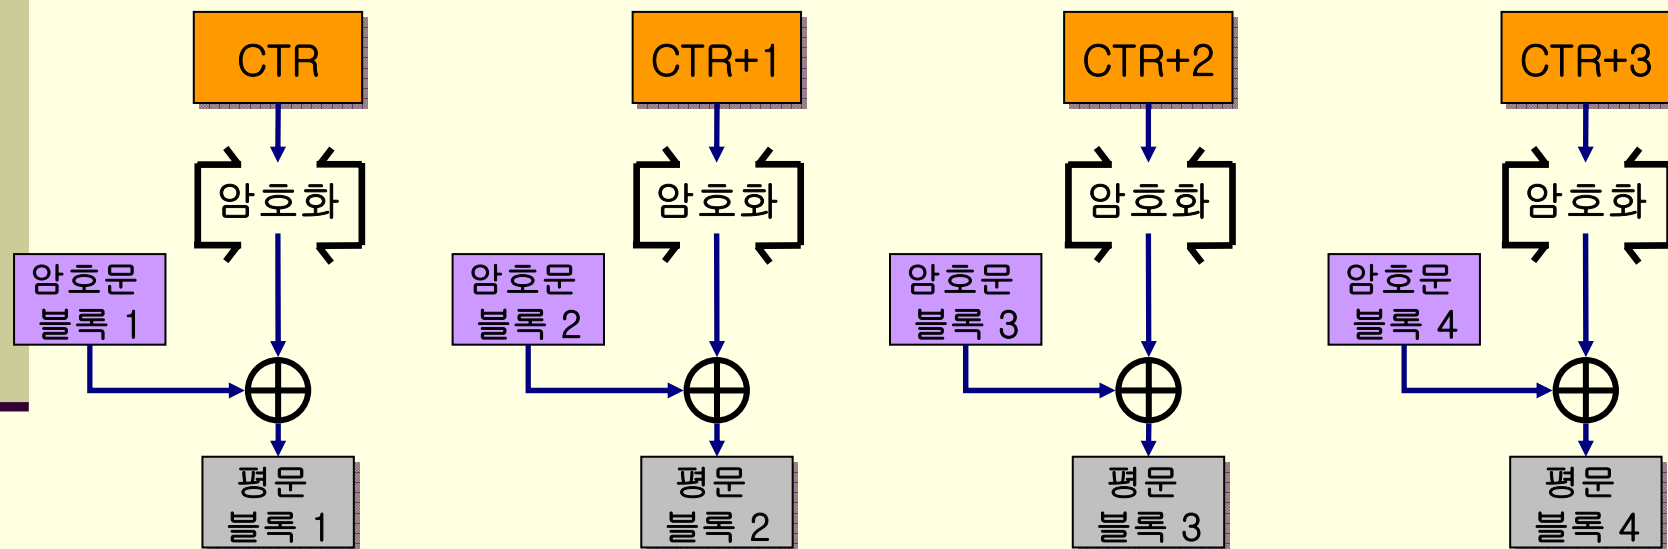 CTR
CTR+1
CTR+2
CTR+3
암호화
암호화
암호화
암호화
암호문
블록 1
암호문
블록 2
암호문
블록 3
암호문
블록 4
평문
블록 1
평문
블록 2
평문
블록 3
평문
블록 4